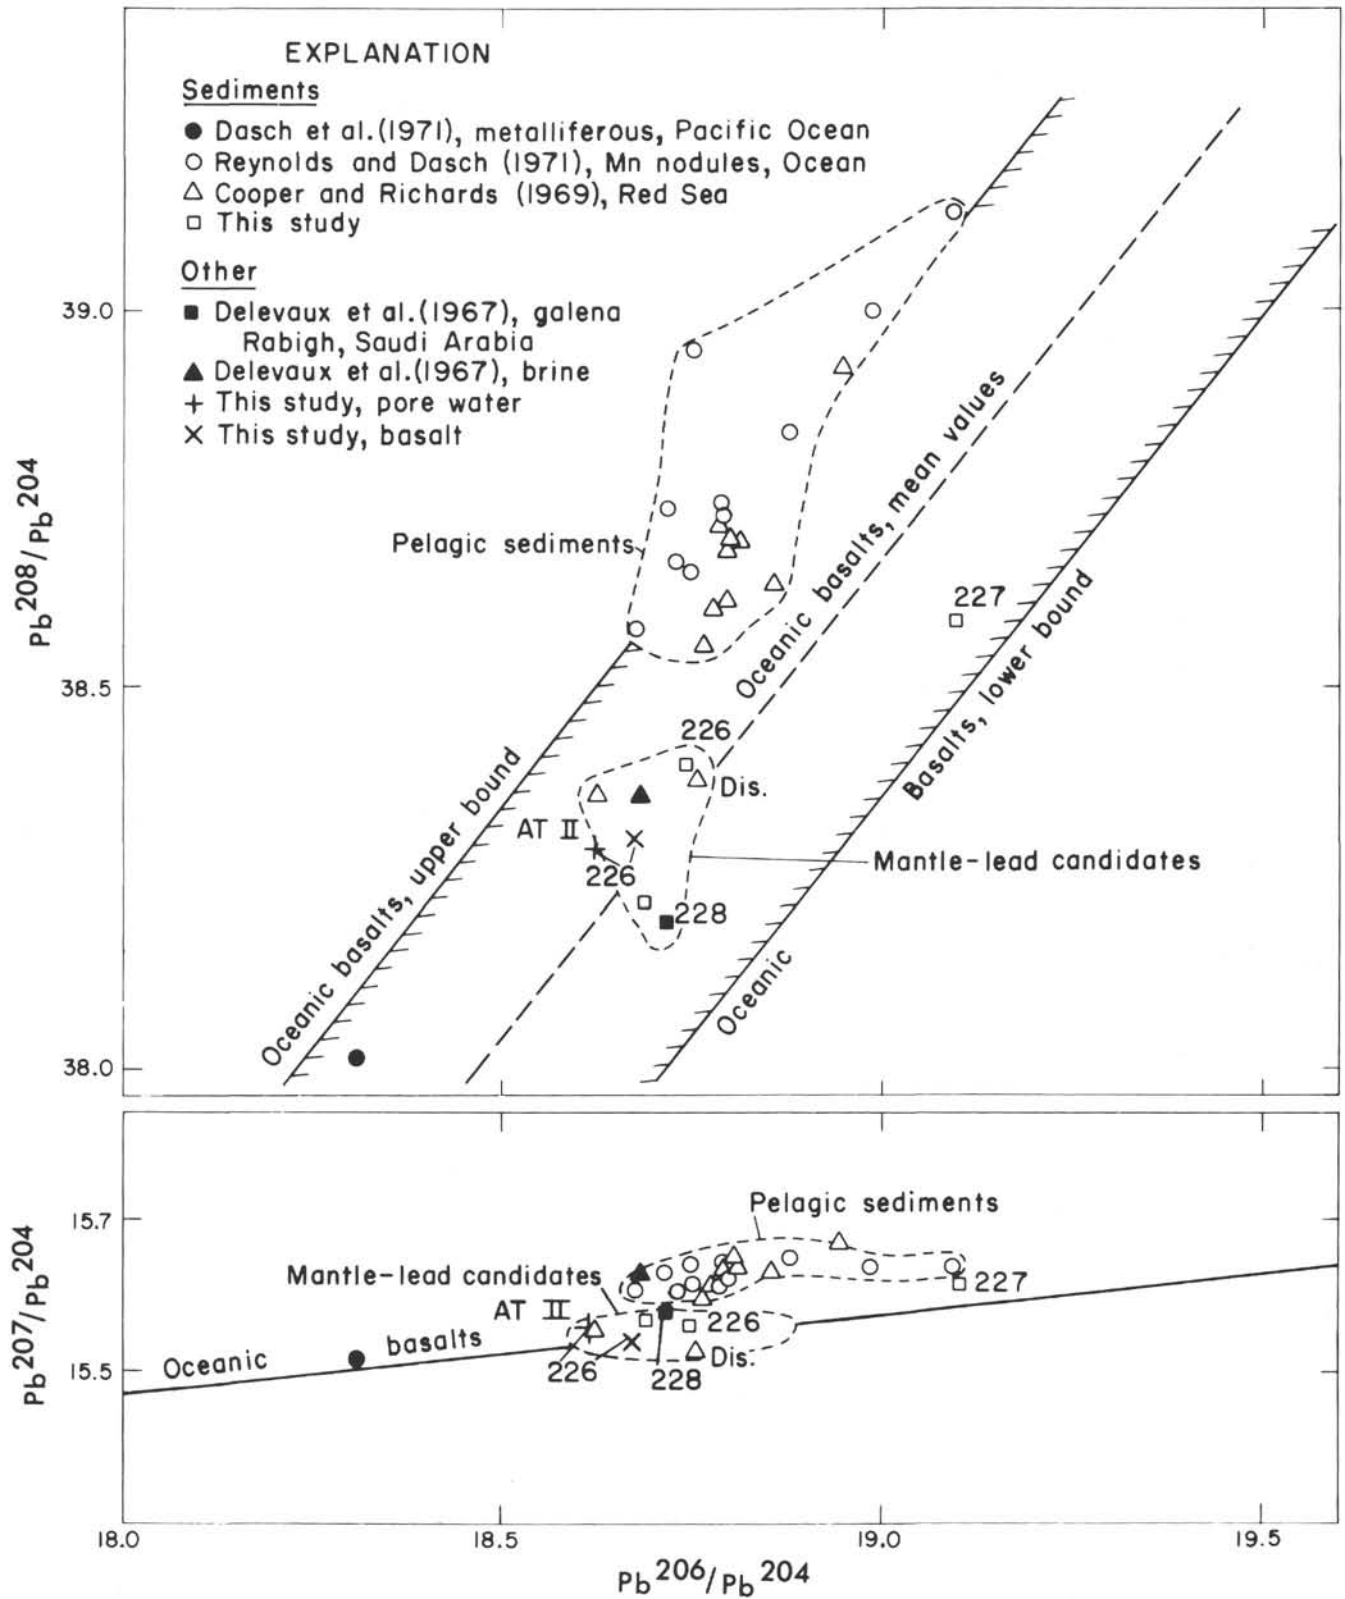 EXPLANATION
Sediments
● Dasch et al.(1971), metalliferous, Pacific Ocean
○ Reynolds and Dasch (1971), Mn nodules, Ocean
△ Cooper and Richards (1969), Red Sea
□ This study
Other
■ Delevaux et al.(1967), galena
Rabigh, Saudi Arabia
▲ Delevaux et al.(1967), brine
+ This study, pore water
× This study, basalt
39.0
38.5
38.0
Pb208/Pb204
Pelagic sediments
Oceanic basalts, mean values
227
Basalts, lower bound
Oceanic
226
Dis.
AT II
226
228
Mantle-lead candidates
Oceanic basalts, upper bound
Pelagic sediments
15.7
15.5
Pb207/Pb204
Mantle-lead candidates
227
AT II
226
Oceanic
basalts
Dis.
226
228
18.0
18.5
19.0
19.5
Pb206/Pb204